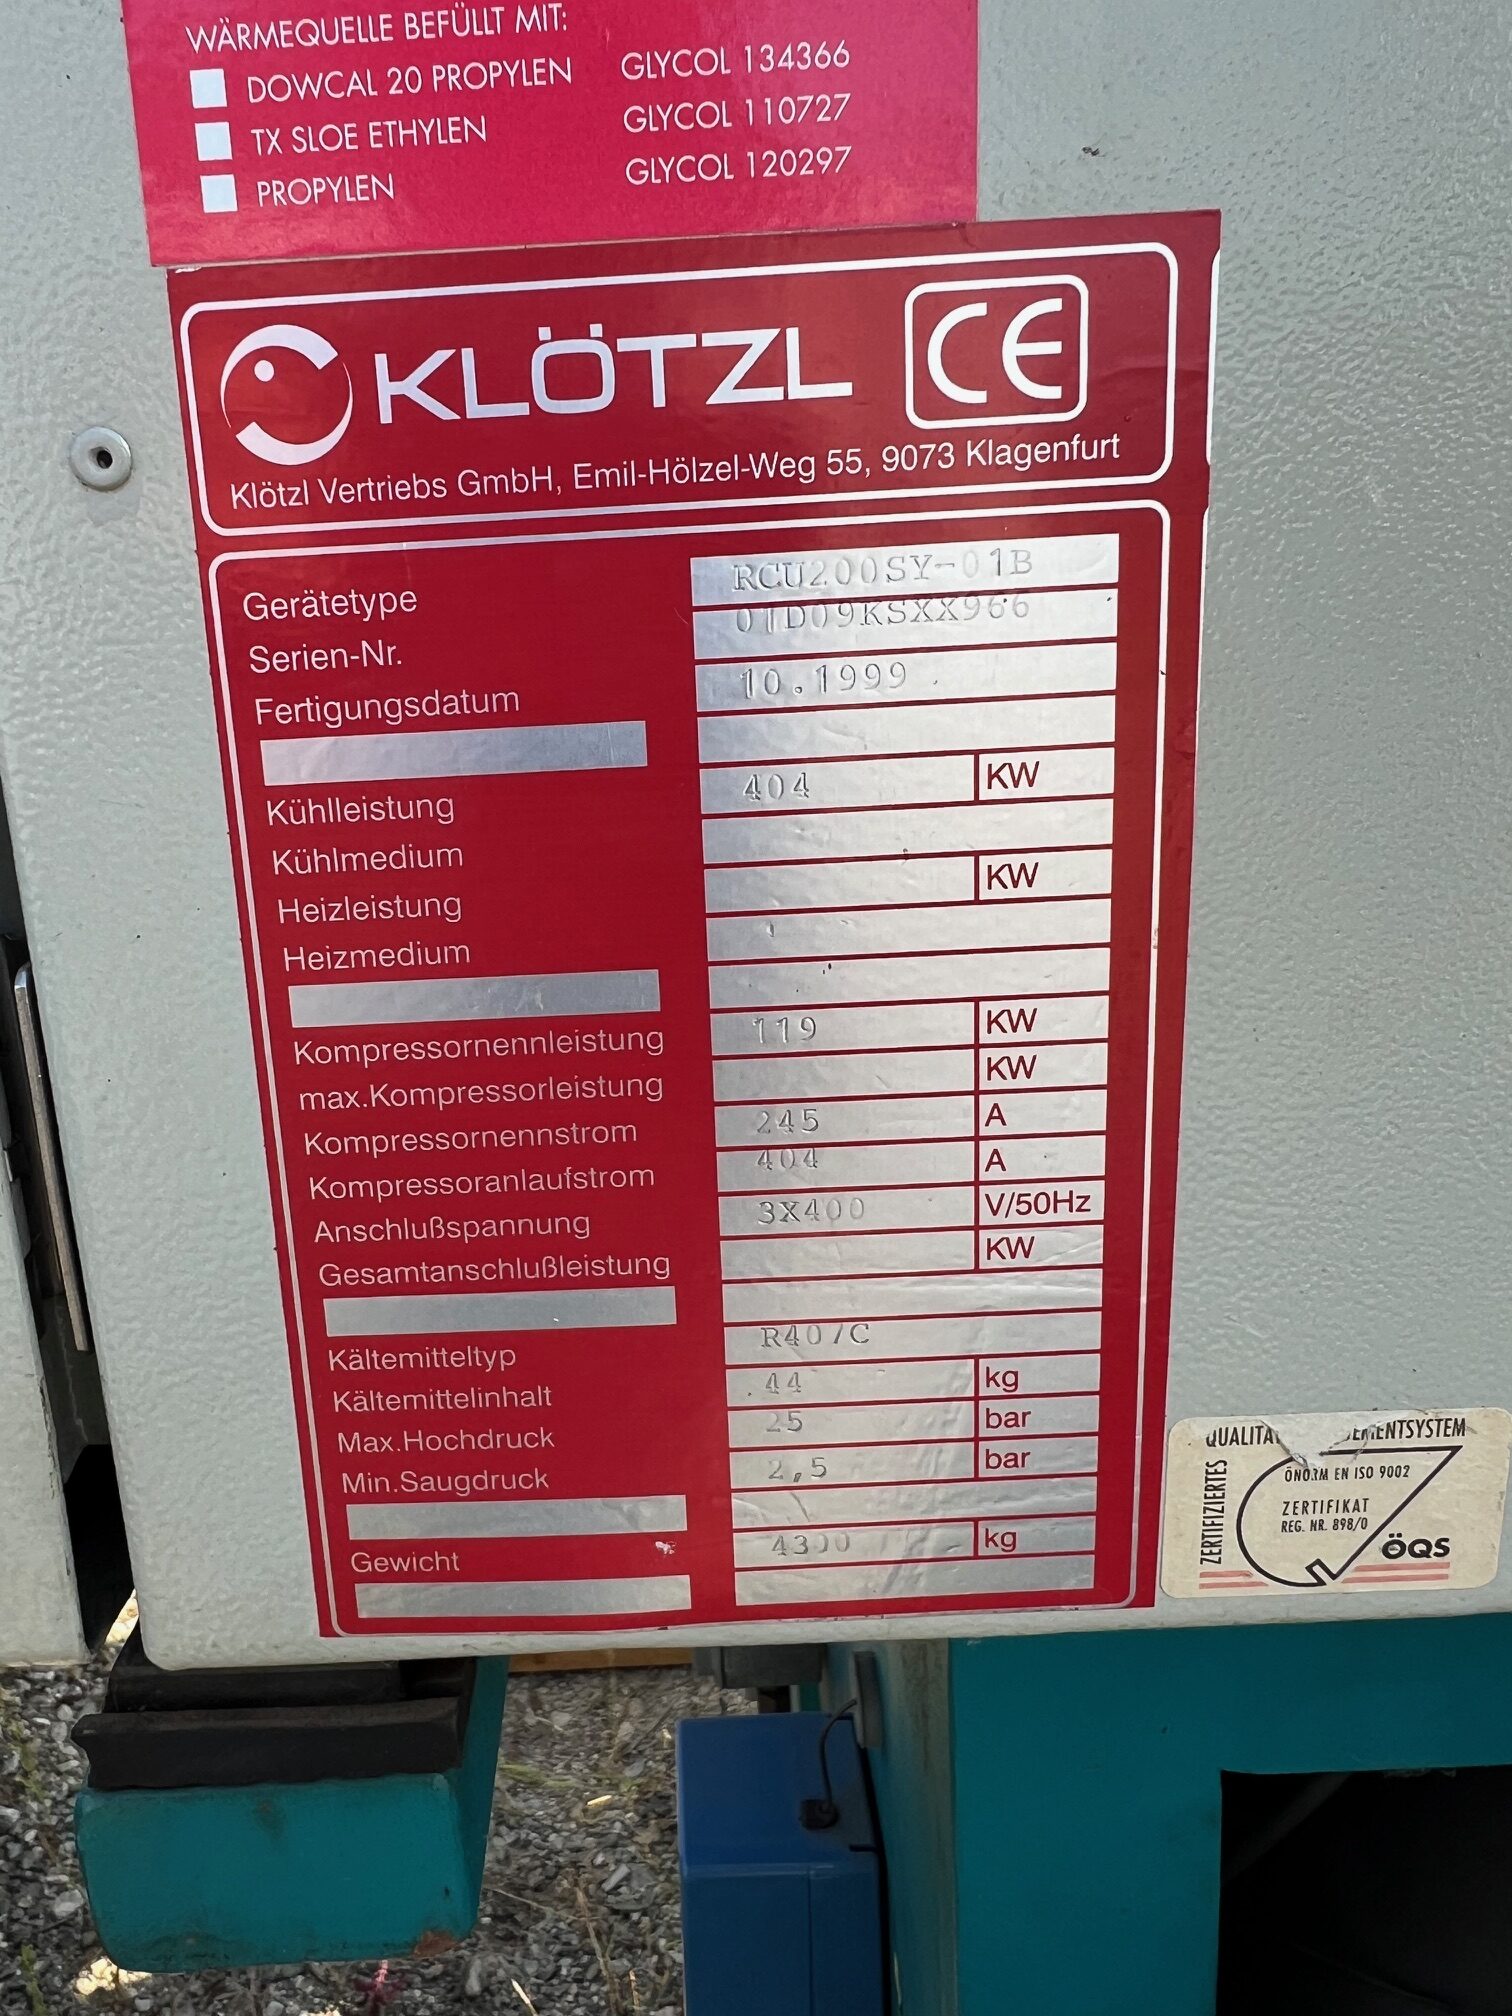 WÄRMEQUELLE BEFÜLLT MIT:
DOWCAL 20 PROPYLEN GLYCOL 134366
TX SLOE ETHYLEN GLYCOL 110727
PROPYLEN GLYCOL 120297
KLÖTZL CE
Klötzl Vertriebs GmbH, Emil-Hölzel-Weg 55, 9073 Klagenfurt
Gerätetype RCU200SY-01B
Serien-Nr. 01D09KSXX966
Fertigungsdatum 10.1999
Kühlleistung 404 KW
Kühlmedium
Heizleistung KW
Heizmedium
Kompressornennleistung 119 KW
max.Kompressorleistung KW
Kompressornennstrom 245 A
Kompressoranlaufstrom 404 A
Anschlußspannung 3X400 V/50Hz
Gesamtanschlußleistung KW
Kältemitteltyp R407C
Kältemittelinhalt 44 kg
Max.Hochdruck 25 bar
Min.Saugdruck 2,5 bar
Gewicht 4300 kg
ZERTIFIZIERTES
ÖNORM EN ISO 9002
ZERTIFIKAT
REG. NR. 898/0
ÖQS